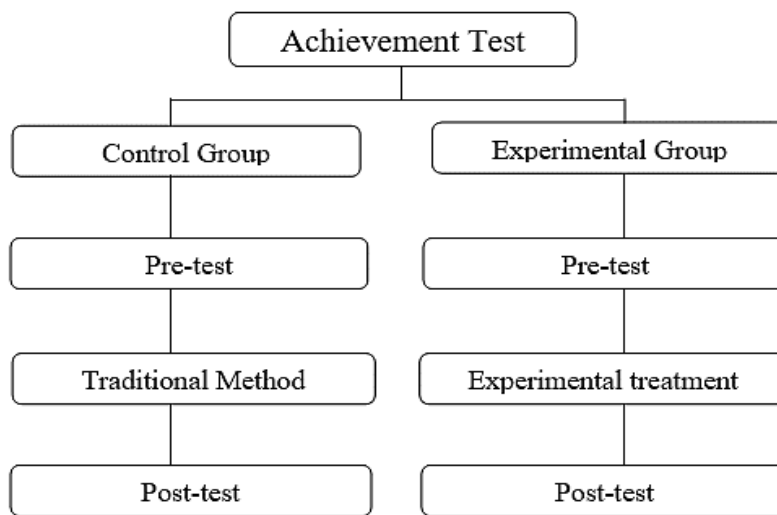 Achievement Test
Control Group
Experimental Group
Pre-test
Pre-test
Traditional Method
Experimental treatment
Post-test
Post-test